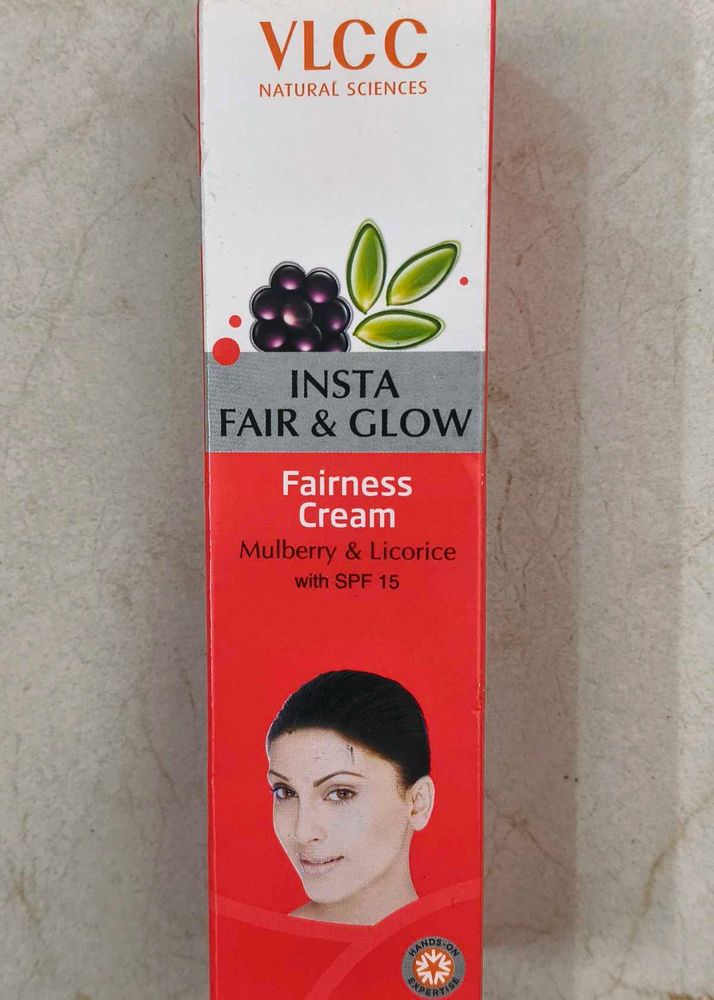 VLCC
NATURAL SCIENCES
INSTA
FAIR & GLOW
Fairness
Cream
Mulberry & Licorice
with SPF 15
HANDS-ON
EXPERTISE